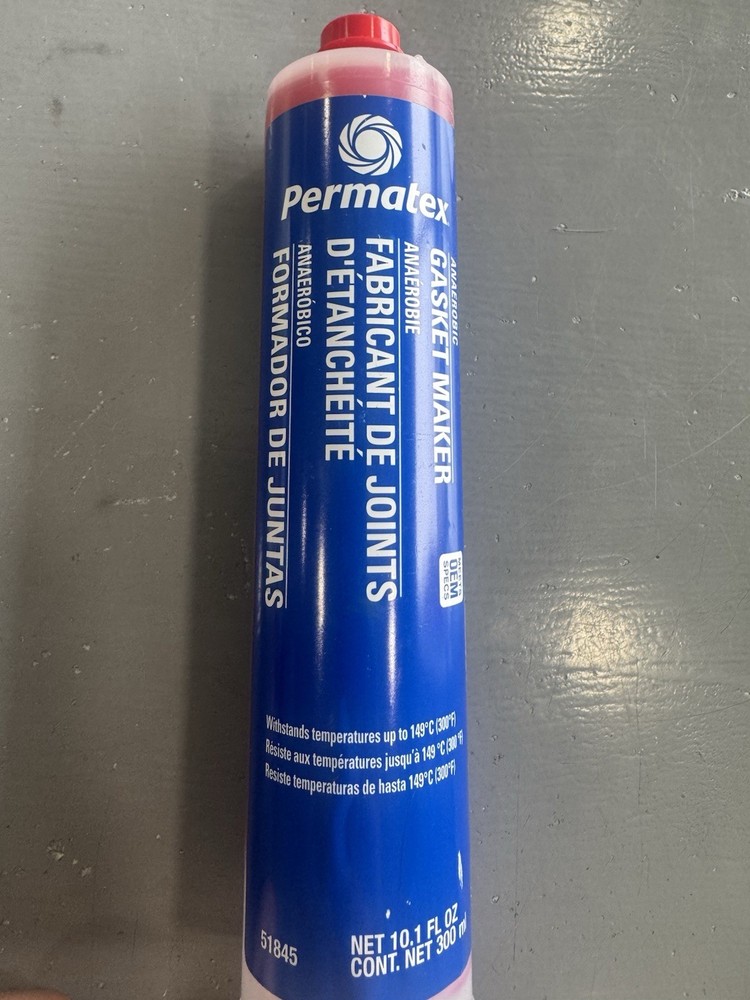 Permatex
ANAEROBIC
GASKET MAKER
ANAÉROBIE
FABRICANT DE JOINTS
D'ÉTANCHÉITÉ
ANAERÓBICO
FORMADOR DE JUNTAS
MEETS
OEM
SPECS
Withstands temperatures up to 149°C (300°F)
Résiste aux températures jusqu'à 149 °C (300 °F)
Resiste temperaturas de hasta 149°C (300°F)
51845
NET 10.1 FL OZ
CONT. NET 300 ml